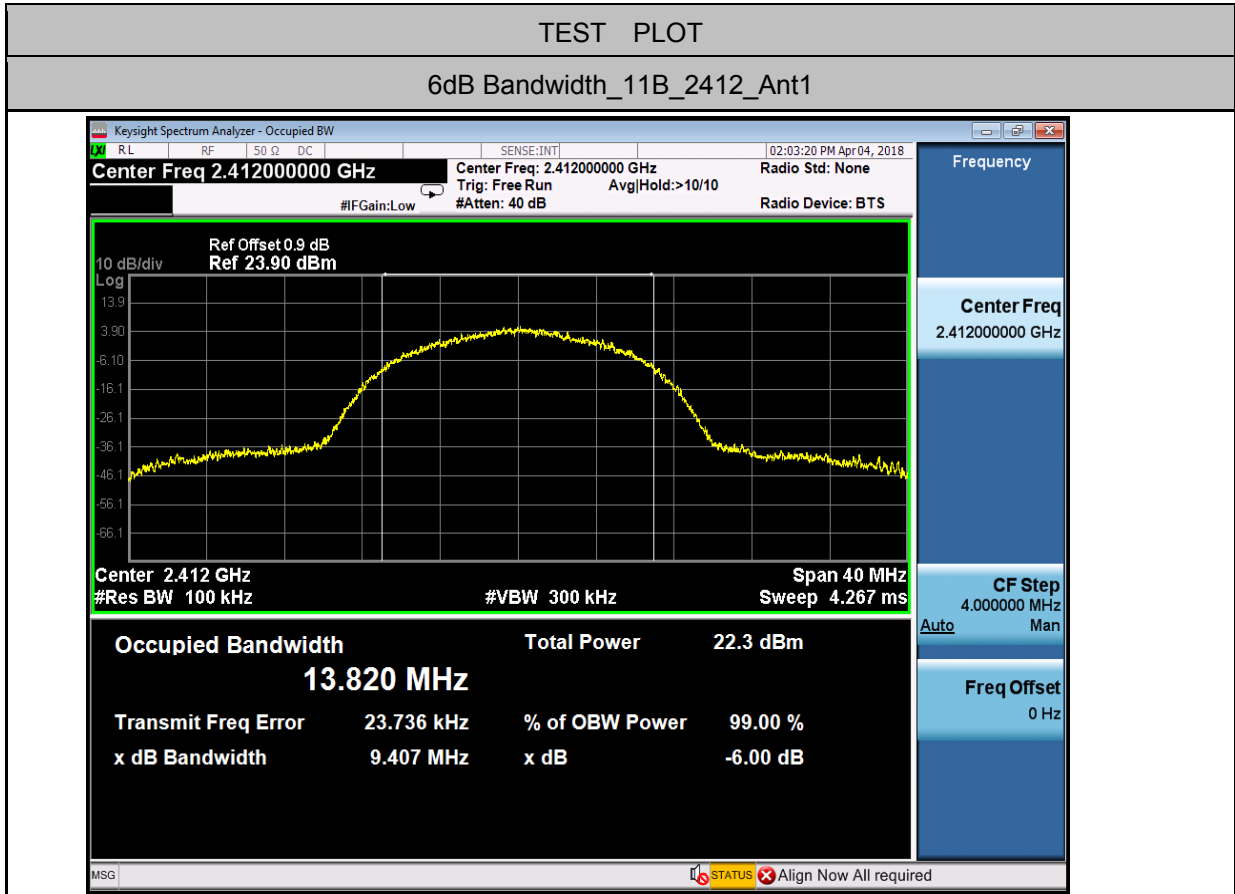 TEST PLOT
6dB Bandwidth_11B_2412_Ant1
Keysight Spectrum Analyzer - Occupied BW
LXI RL RF 50 Ω DC SENSE:INT 02:03:20 PM Apr 04, 2018
Center Freq 2.412000000 GHz
Center Freq: 2.412000000 GHz Radio Std: None
Trig: Free Run Avg|Hold:>10/10
#IFGain:Low #Atten: 40 dB Radio Device: BTS
Ref Offset 0.9 dB
10 dB/div Ref 23.90 dBm
Log
13.9
3.90
-6.10
-16.1
-26.1
-36.1
-46.1
-56.1
-66.1
Center 2.412 GHz Span 40 MHz
#Res BW 100 kHz #VBW 300 kHz Sweep 4.267 ms
Occupied Bandwidth Total Power 22.3 dBm
13.820 MHz
Transmit Freq Error 23.736 kHz % of OBW Power 99.00 %
x dB Bandwidth 9.407 MHz x dB -6.00 dB
Frequency
Center Freq
2.412000000 GHz
CF Step
4.000000 MHz
Auto Man
Freq Offset
0 Hz
MSG STATUS Align Now All required